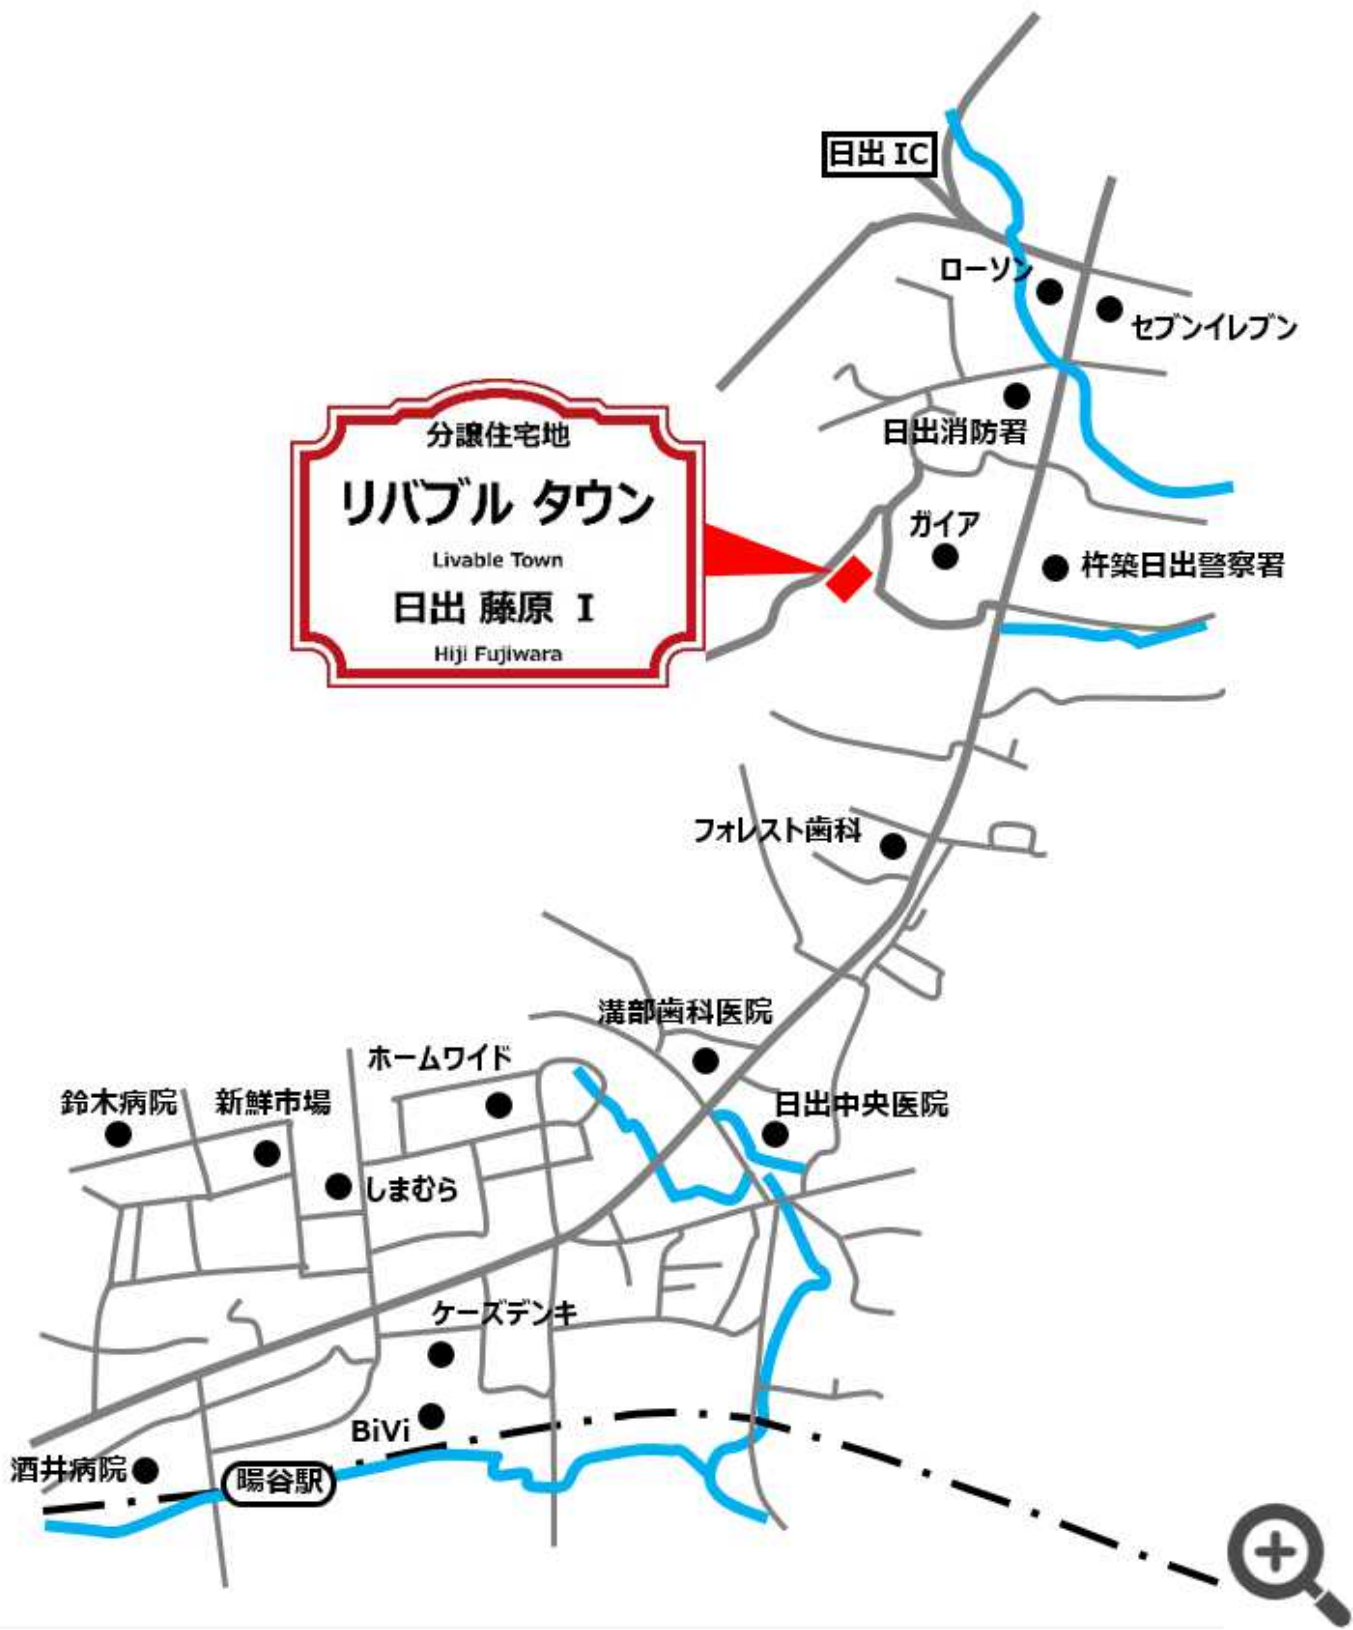 日出 IC
ローソン
セブンイレブン
日出消防署
分譲住宅地
リバブル タウン
Livable Town
日出 藤原 I
Hiji Fujiwara
ガイア
杵築日出警察署
フォレスト歯科
溝部歯科医院
ホームワイド
鈴木病院
新鮮市場
日出中央医院
しまむら
ケーズデンキ
BiVi
酒井病院
暘谷駅